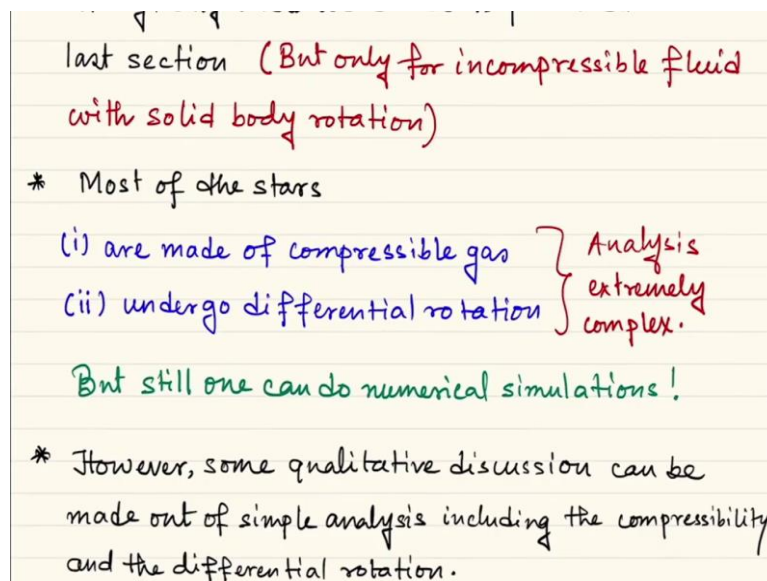 last section (But only for incompressible fluid
with solid body rotation)
* Most of the stars
(i) are made of compressible gas
(ii) undergo differential rotation
Analysis
extremely
complex.
But still one can do numerical simulations!
* However, some qualitative discussion can be
made out of simple analysis including the compressibility
and the differential rotation.